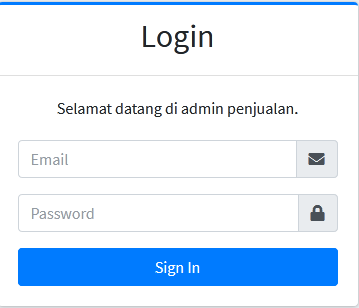 Login
Selamat datang di admin penjualan.
Email
Password
Sign In